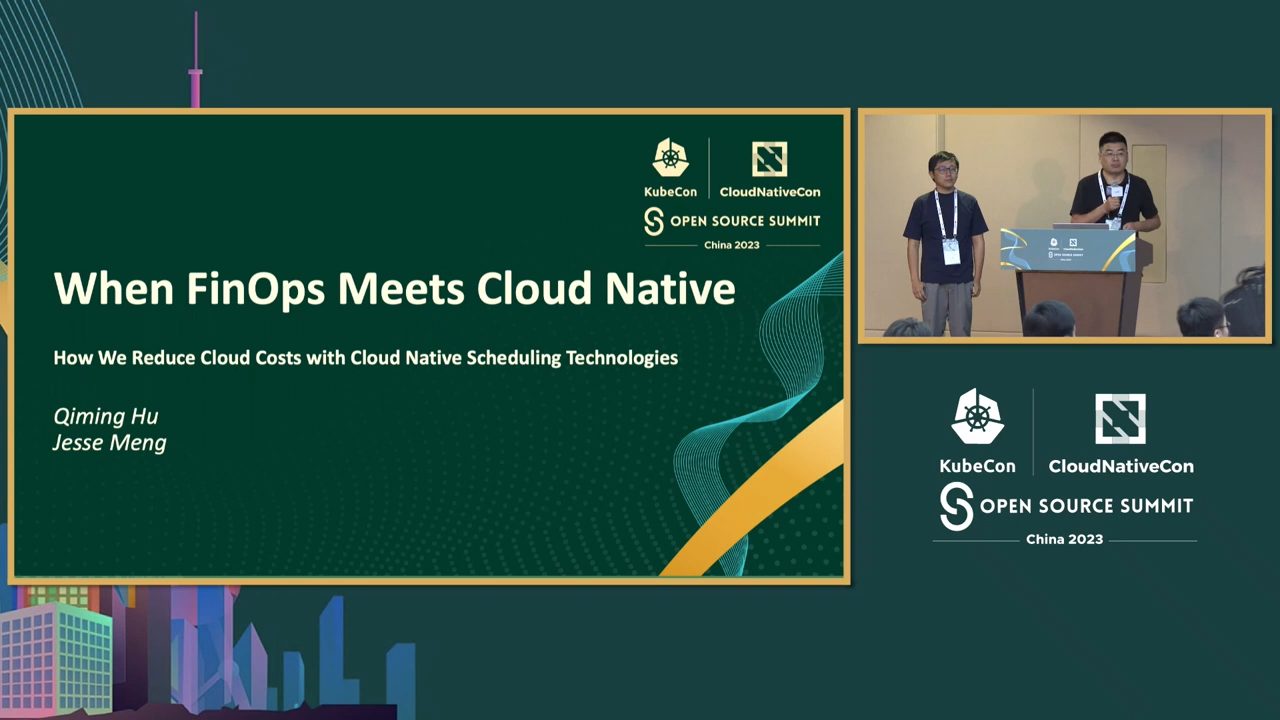 KubeCon
CloudNativeCon
OPEN SOURCE SUMMIT
China 2023
When FinOps Meets Cloud Native
How We Reduce Cloud Costs with Cloud Native Scheduling Technologies
Qiming Hu
Jesse Meng
KubeCon
CloudNativeCon
OPEN SOURCE SUMMIT
China 2023